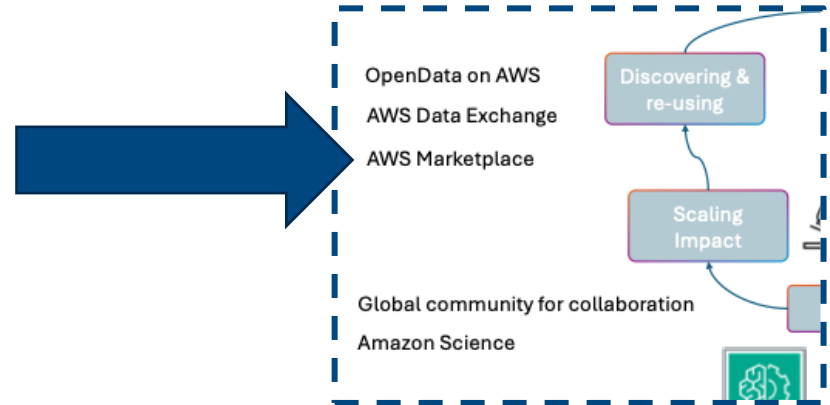 OpenData on AWS
AWS Data Exchange
AWS Marketplace
Discovering &
re-using
Scaling
Impact
Global community for collaboration
Amazon Science